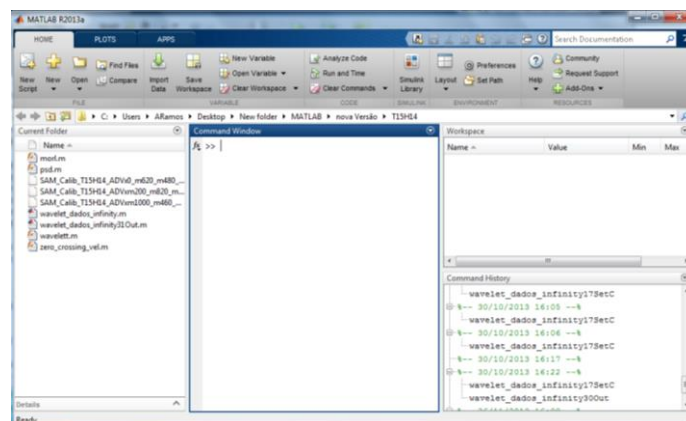 MATLAB R2013a
HOME PLOTS APPS
Search Documentation
New Script
New
Open
Find Files
Compare
Import Data
Save Workspace
New Variable
Open Variable
Clear Workspace
Analyze Code
Run and Time
Clear Commands
Simulink Library
Layout
Preferences
Set Path
Help
Community
Request Support
Add-Ons
FILE VARIABLE CODE SIMULINK ENVIRONMENT RESOURCES
C: Users ARamos Desktop New folder MATLAB nova Versão T15H14
Current Folder
Name
morl.m
psd.m
SAM_Calib_T15H14_ADVx0_m620_m480_...
SAM_Calib_T15H14_ADVxm200_m820_m...
SAM_Calib_T15H14_ADVxm1000_m460_...
wavelet_dados_infinity.m
wavelet_dados_infinity31Out.m
wavelett.m
zero_crossing_vel.m
Details
Ready
Command Window
fx >>
Workspace
Name Value Min Max
Command History
wavelet_dados_infinity17SetC
%-- 30/10/2013 16:05 --%
wavelet_dados_infinity17SetC
%-- 30/10/2013 16:06 --%
wavelet_dados_infinity17SetC
%-- 30/10/2013 16:17 --%
%-- 30/10/2013 16:22 --%
wavelet_dados_infinity17SetC
wavelet_dados_infinity30Out